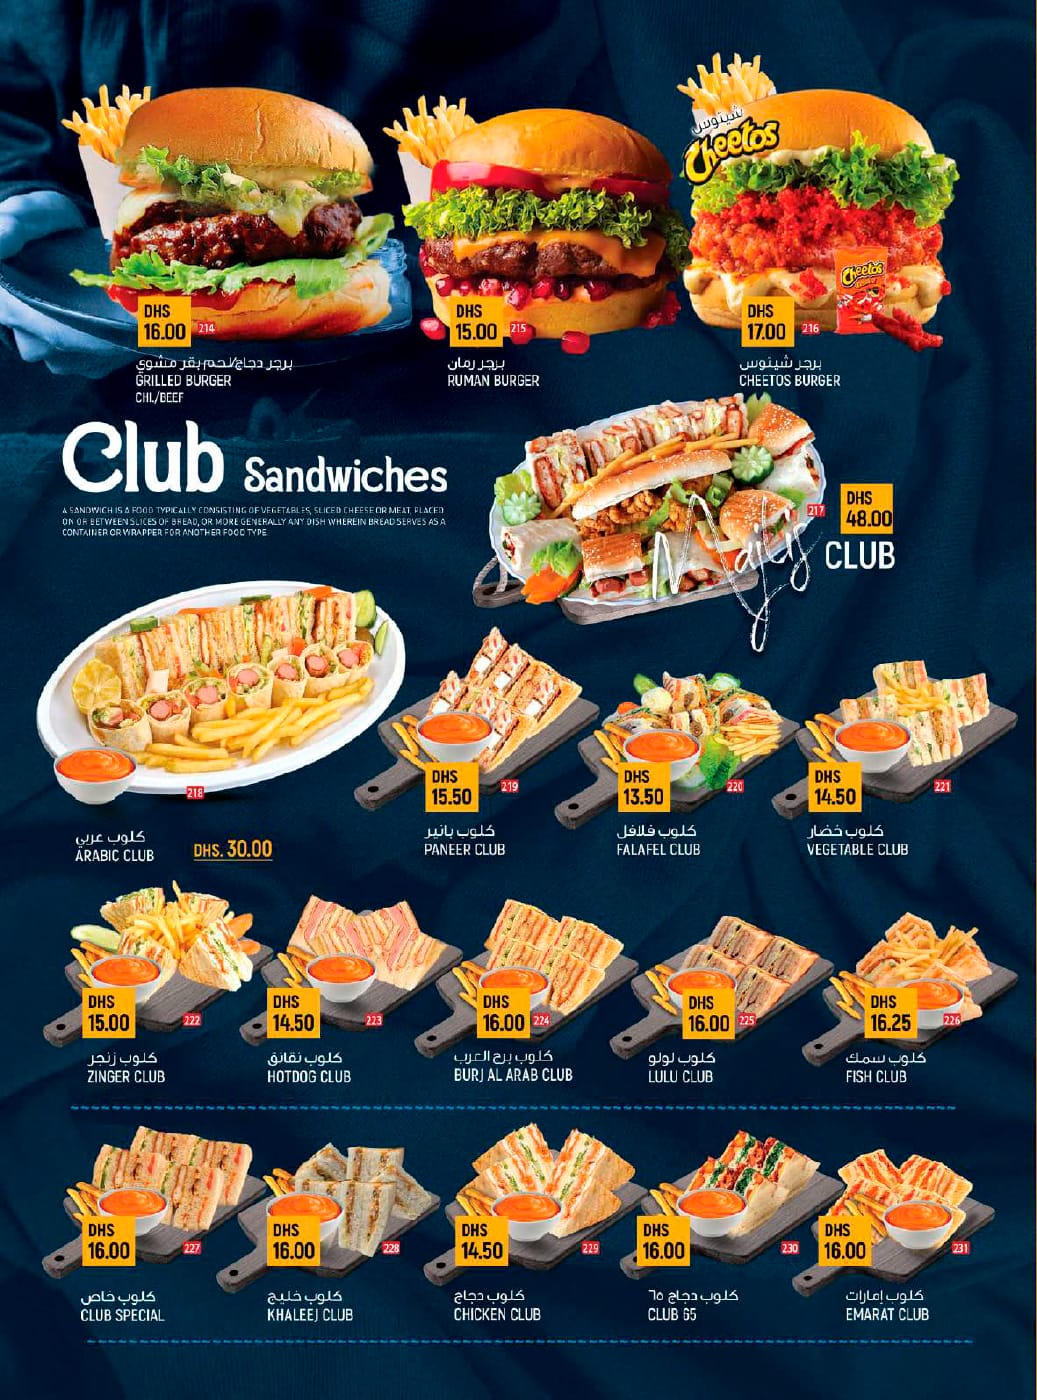 شيتوس
Cheetos
Cheetos
DHS
16.00
214
برجر دجاج/لحم بقر مشوي
GRILLED BURGER
CHI./BEEF
DHS
15.00
215
برجر رمان
RUMAN BURGER
DHS
17.00
216
برجر شيتوس
CHEETOS BURGER
Club Sandwiches
A SANDWICH IS A FOOD TYPICALLY CONSISTING OF VEGETABLES, SLICED CHEESE OR MEAT, PLACED
ON OR BETWEEN SLICES OF BREAD, OR MORE GENERALLY ANY DISH WHEREIN BREAD SERVES AS A
CONTAINER OR WRAPPER FOR ANOTHER FOOD TYPE.
217
DHS
48.00
CLUB
218
كلوب عربي
ARABIC CLUB
DHS. 30.00
DHS
15.50
219
كلوب بانير
PANEER CLUB
DHS
13.50
220
كلوب فلافل
FALAFEL CLUB
DHS
14.50
221
كلوب خضار
VEGETABLE CLUB
DHS
15.00
222
كلوب زنجر
ZINGER CLUB
DHS
14.50
223
كلوب نقانق
HOTDOG CLUB
DHS
16.00
224
كلوب برج العرب
BURJ AL ARAB CLUB
DHS
16.00
225
كلوب لولو
LULU CLUB
DHS
16.25
226
كلوب سمك
FISH CLUB
DHS
16.00
227
كلوب خاص
CLUB SPECIAL
DHS
16.00
228
كلوب خليج
KHALEEJ CLUB
DHS
14.50
229
كلوب دجاج
CHICKEN CLUB
DHS
16.00
230
كلوب دجاج ٦٥
CLUB 65
DHS
16.00
231
كلوب إمارات
EMARAT CLUB